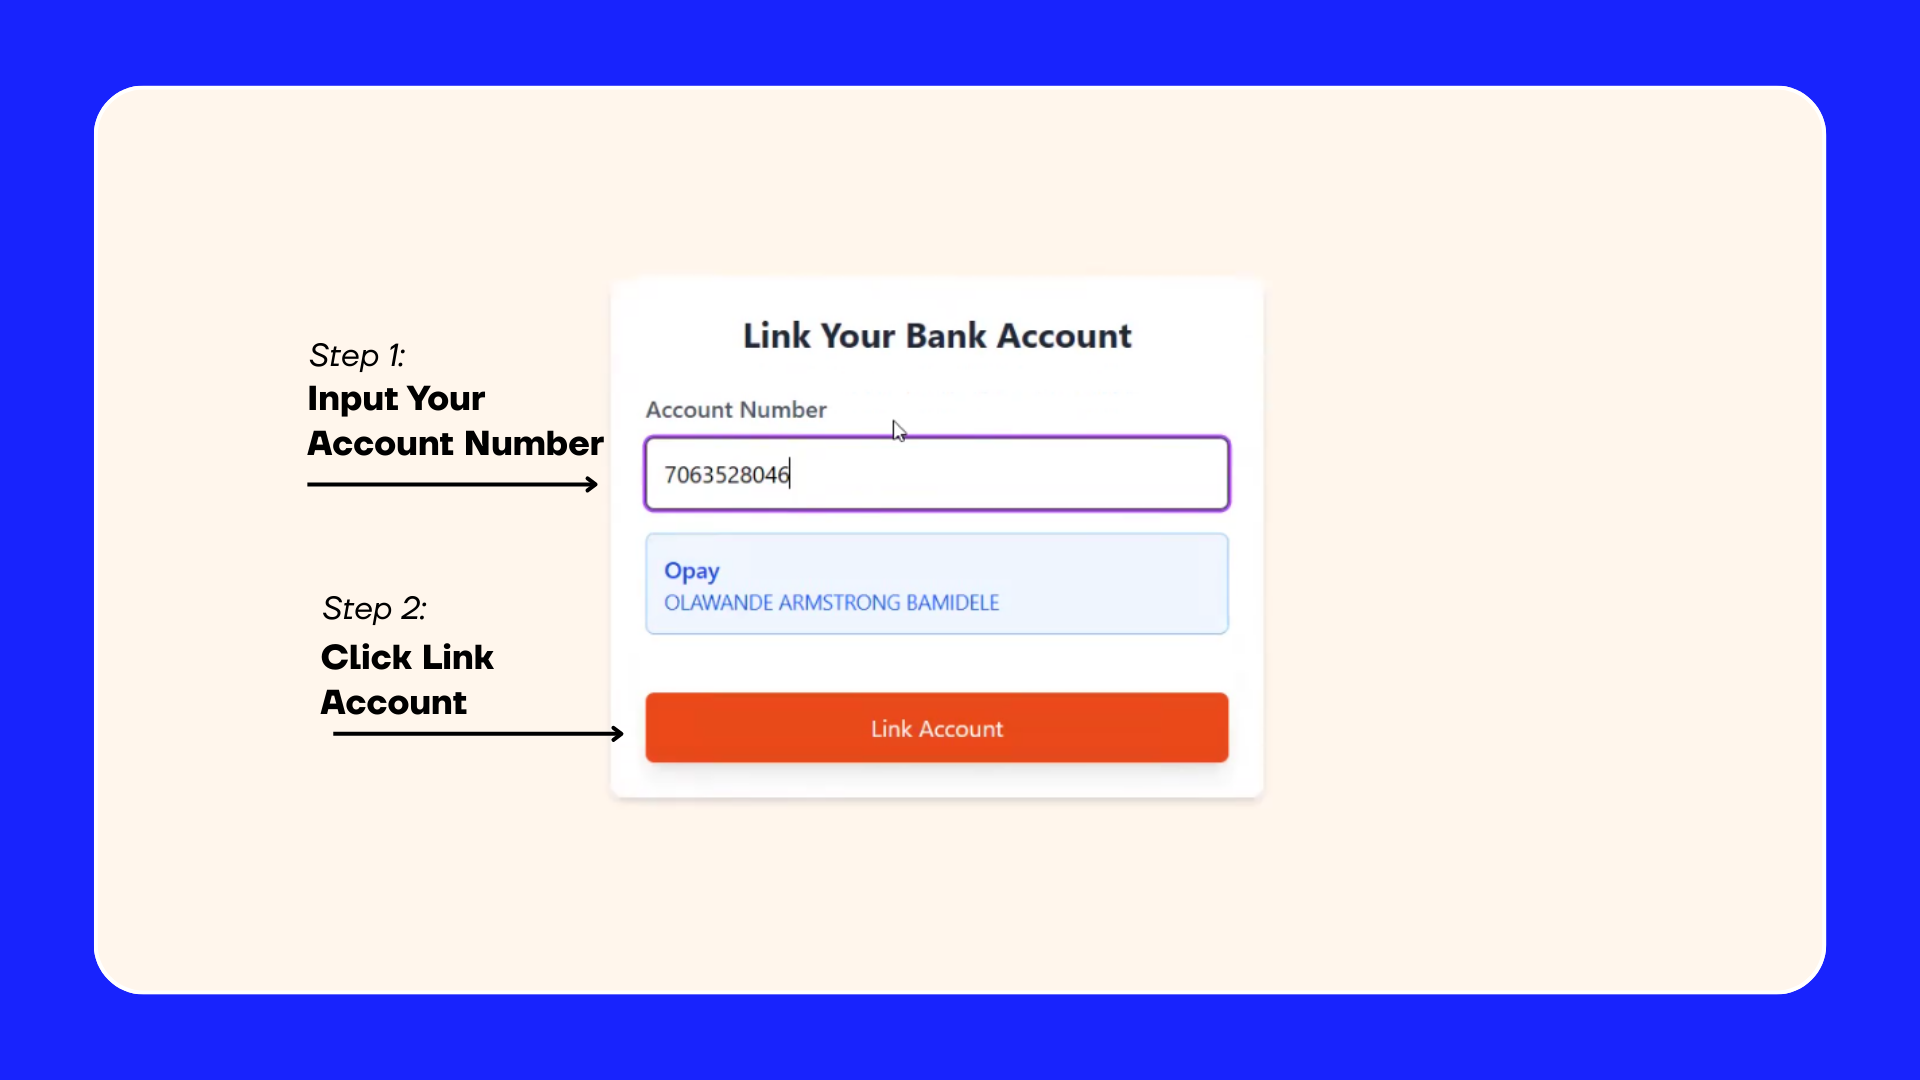 Step 1:
Input Your
Account Number
Step 2:
Click Link
Account
Link Your Bank Account
Account Number
7063528046
Opay
OLAWANDE ARMSTRONG BAMIDELE
Link Account